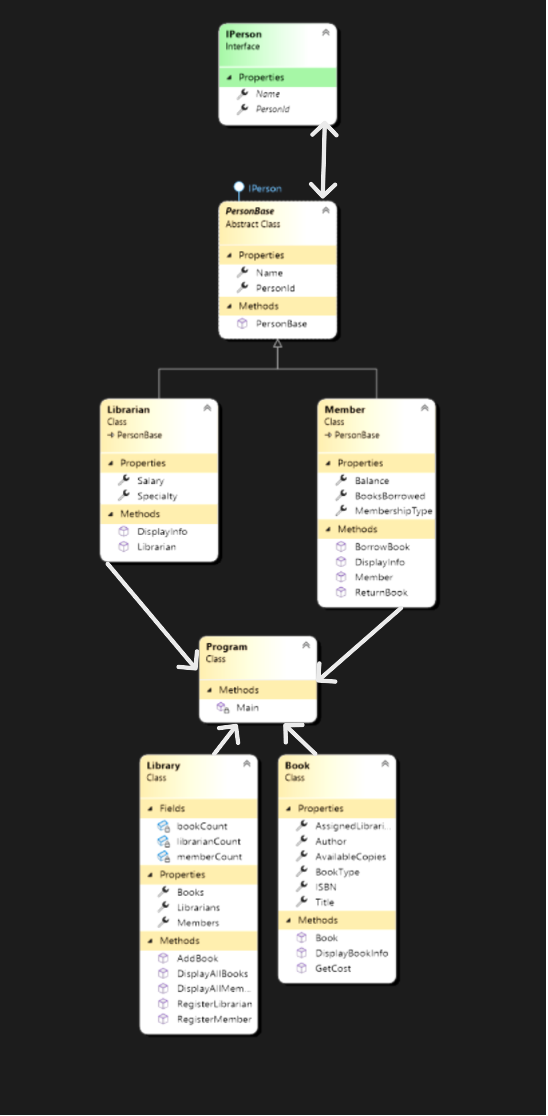 IPerson
Interface
Properties
Name
PersonId
IPerson
PersonBase
Abstract Class
Properties
Name
PersonId
Methods
PersonBase
Librarian
Class
PersonBase
Properties
Salary
Specialty
Methods
DisplayInfo
Librarian
Member
Class
PersonBase
Properties
Balance
BooksBorrowed
MembershipType
Methods
BorrowBook
DisplayInfo
Member
ReturnBook
Program
Class
Methods
Main
Library
Class
Fields
bookCount
librarianCount
memberCount
Properties
Books
Librarians
Members
Methods
AddBook
DisplayAllBooks
DisplayAllMem...
RegisterLibrarian
RegisterMember
Book
Class
Properties
AssignedLibrari...
Author
AvailableCopies
BookType
ISBN
Title
Methods
Book
DisplayBookInfo
GetCost